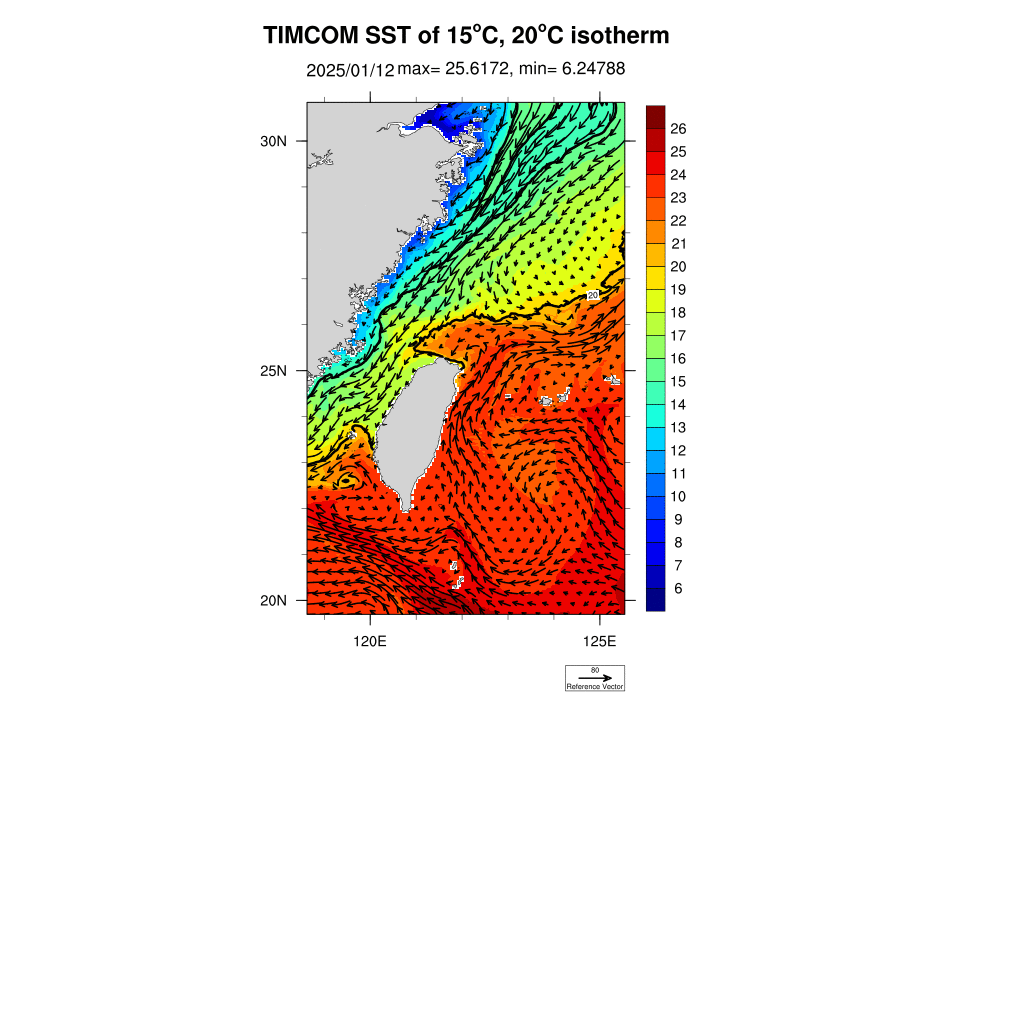 TIMCOM SST of 15°C, 20°C isotherm
2025/01/12 max= 25.6172, min= 6.24788
30N
25N
20N
120E
125E
20
26
25
24
23
22
21
20
19
18
17
16
15
14
13
12
11
10
9
8
7
6
80
Reference Vector